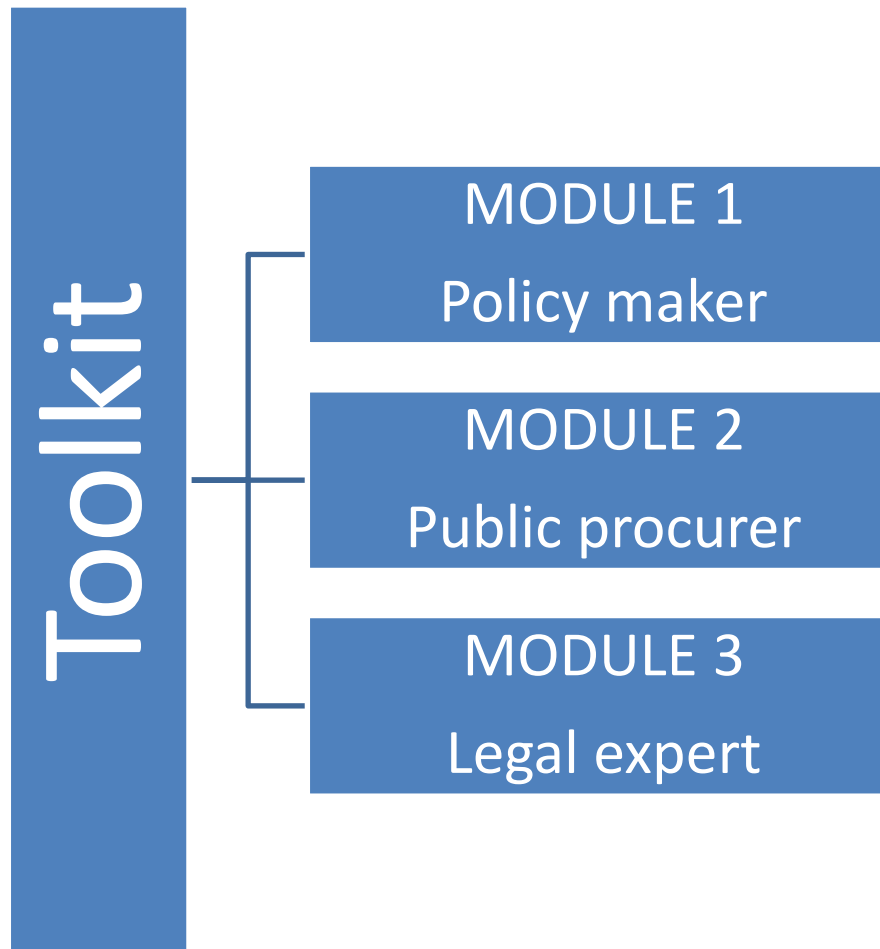 Toolkit
MODULE 1
Policy maker
MODULE 2
Public procurer
MODULE 3
Legal expert